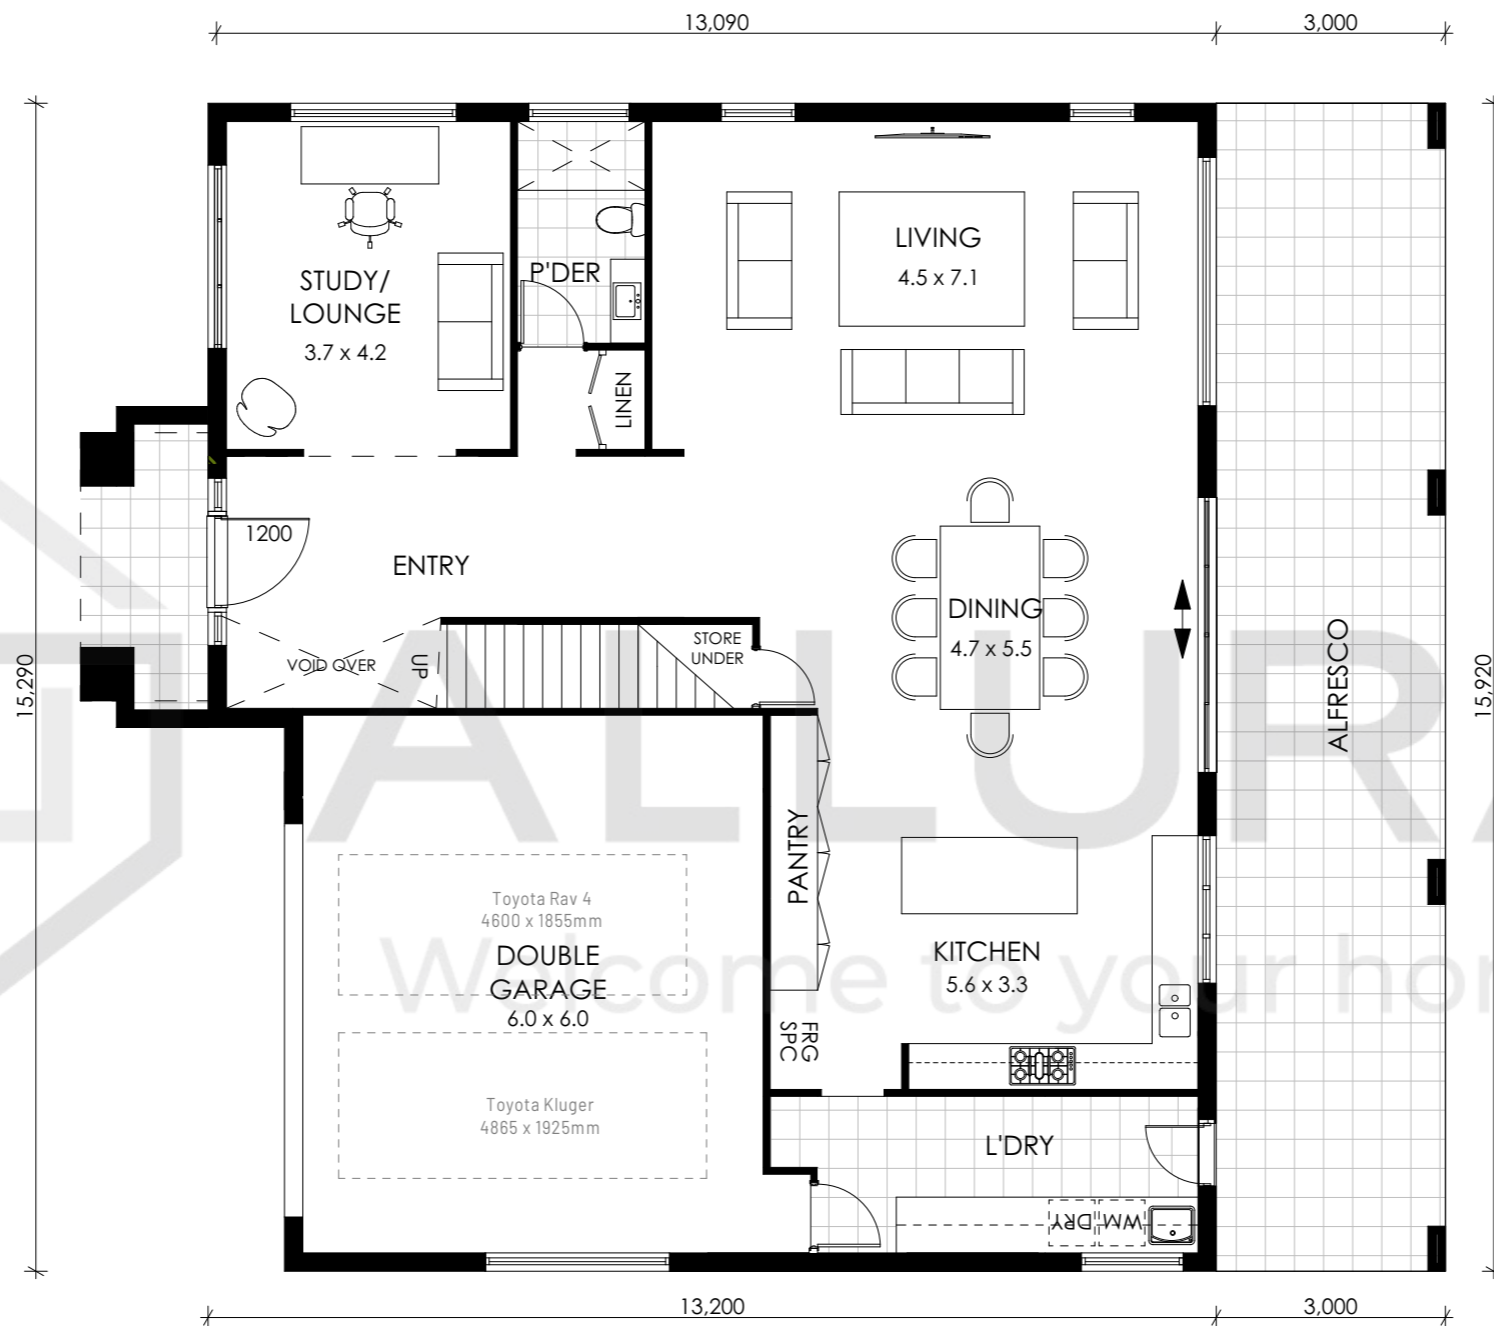 13,090
3,000
15,290
15,920
STUDY/
LOUNGE
3.7 x 4.2
P'DER
LINEN
LIVING
4.5 x 7.1
1200
ENTRY
VOID OVER
UP
STORE
UNDER
DINING
4.7 x 5.5
ALFRESCO
ALLURA
PANTRY
Toyota Rav 4
4600 x 1855mm
DOUBLE
GARAGE
6.0 x 6.0
KITCHEN
5.6 x 3.3
Welcome to your hom
FRG
SPC
Toyota Kluger
4865 x 1925mm
L'DRY
DRY
WM
13,200
3,000